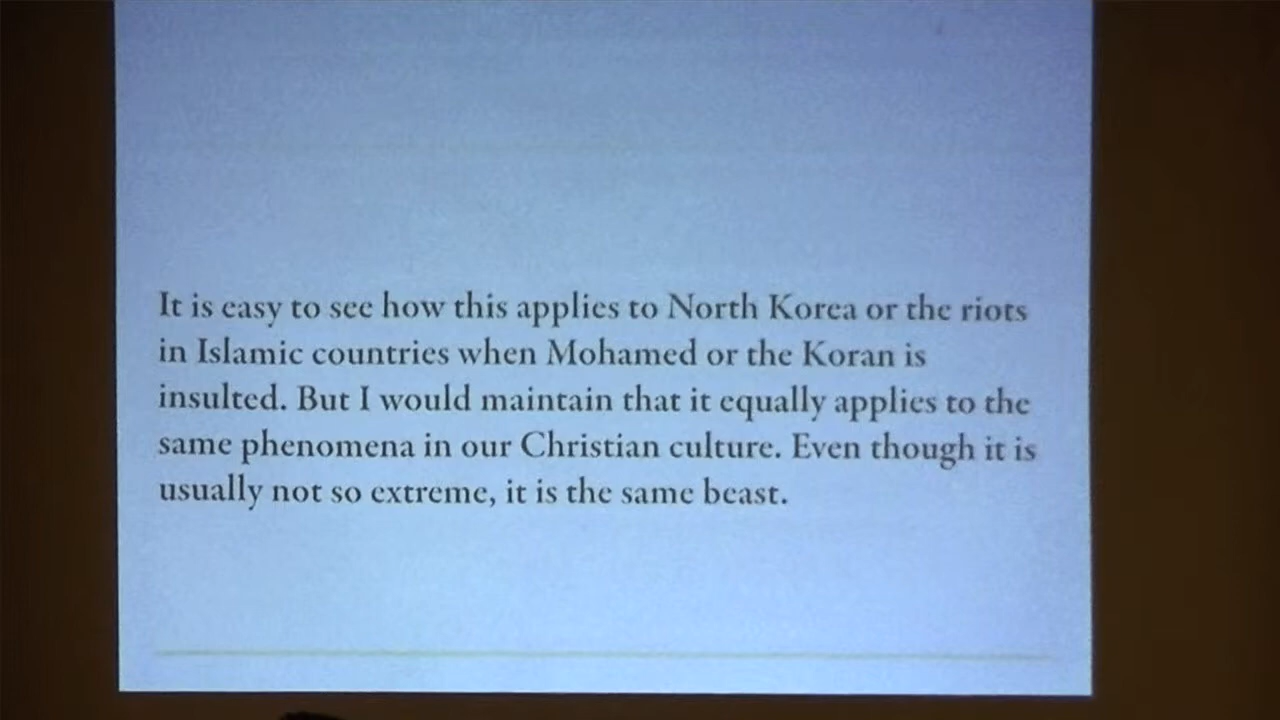 It is easy to see how this applies to North Korea or the riots
in Islamic countries when Mohamed or the Koran is
insulted. But I would maintain that it equally applies to the
same phenomena in our Christian culture. Even though it is
usually not so extreme, it is the same beast.